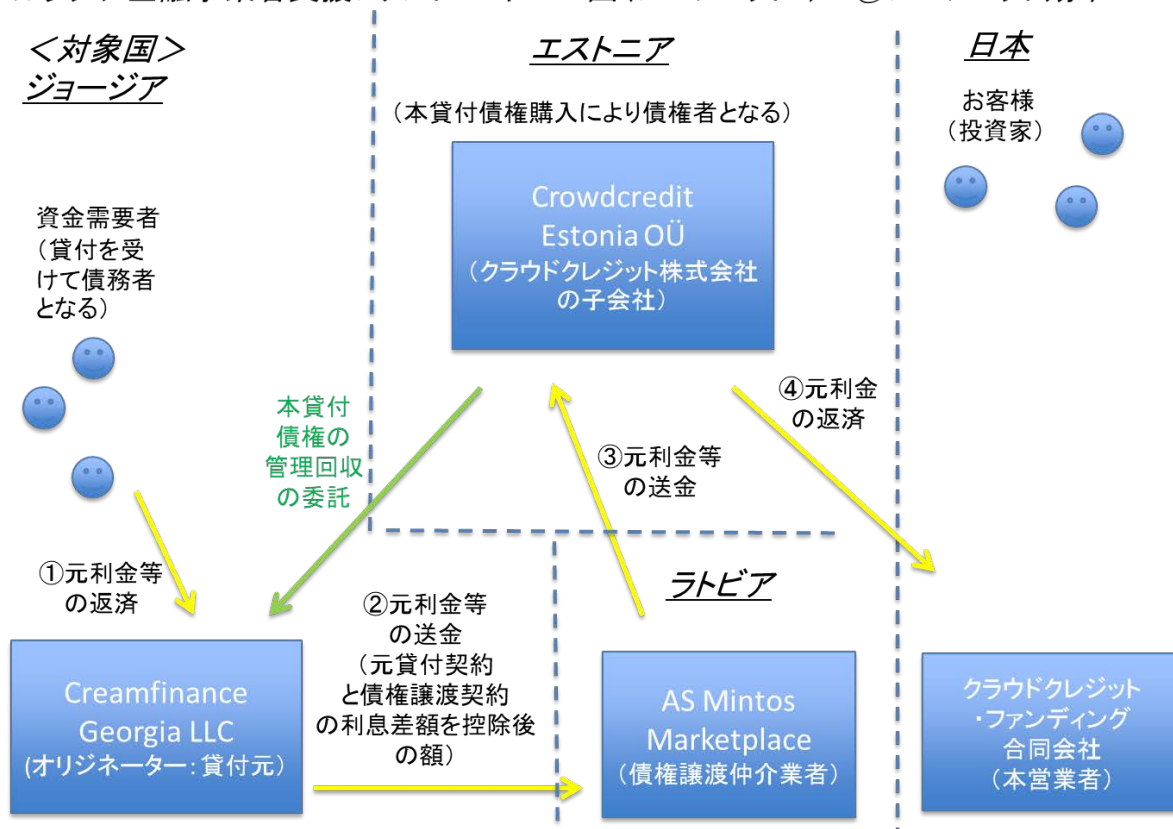 <対象国>
ジョージア
エストニア
日本
(本貸付債権購入により債権者となる)
お客様
(投資家)
Crowdcredit
Estonia OÜ
(クラウドクレジット株式会社
の子会社)
資金需要者
(貸付を受
けて債務者
となる)
本貸付
債権の
管理回収
の委託
④元利金
の返済
③元利金等
の送金
①元利金等
の返済
②元利金等
の送金
(元貸付契約
と債権譲渡契約
の利息差額を控除後
の額)
ラトビア
Creamfinance
Georgia LLC
(オリジネーター:貸付元)
AS Mintos
Marketplace
(債権譲渡仲介業者)
クラウドクレジット
・ファンディング
合同会社
(本営業者)